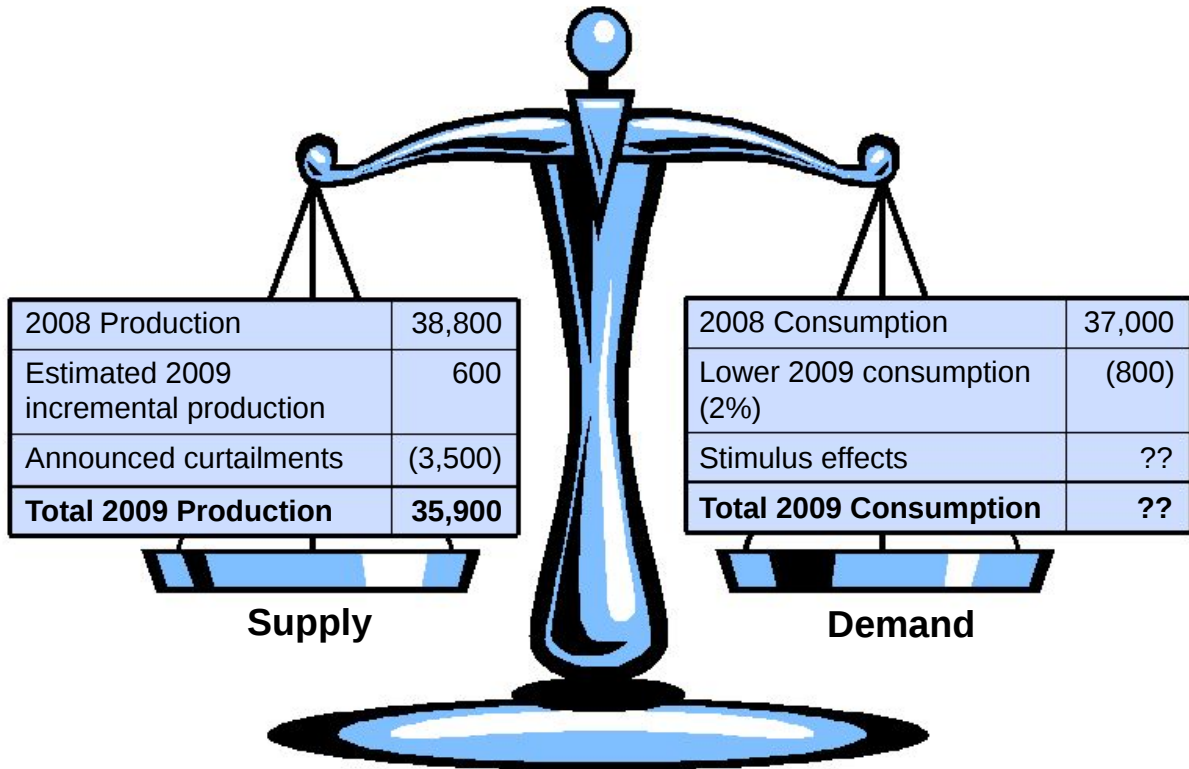 2008 Production 38,800
Estimated 2009 600
incremental production
Announced curtailments (3,500)
Total 2009 Production 35,900
Supply
2008 Consumption 37,000
Lower 2009 consumption (800)
(2%)
Stimulus effects ??
Total 2009 Consumption ??
Demand